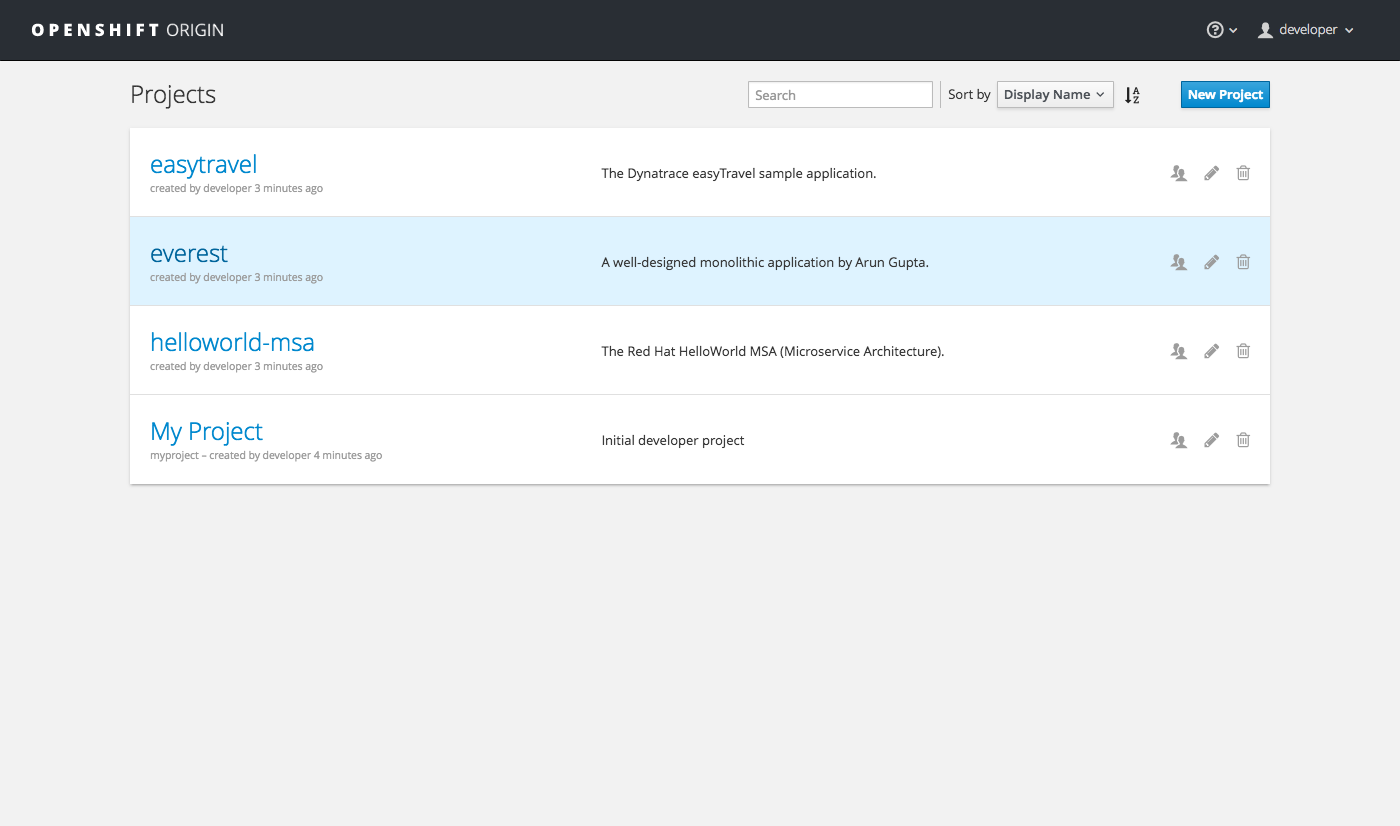 OPENSHIFT ORIGIN
developer
Projects
Search
Sort by
Display Name
New Project
easytravel
created by developer 3 minutes ago
The Dynatrace easyTravel sample application.
everest
created by developer 3 minutes ago
A well-designed monolithic application by Arun Gupta.
helloworld-msa
created by developer 3 minutes ago
The Red Hat HelloWorld MSA (Microservice Architecture).
My Project
myproject – created by developer 4 minutes ago
Initial developer project